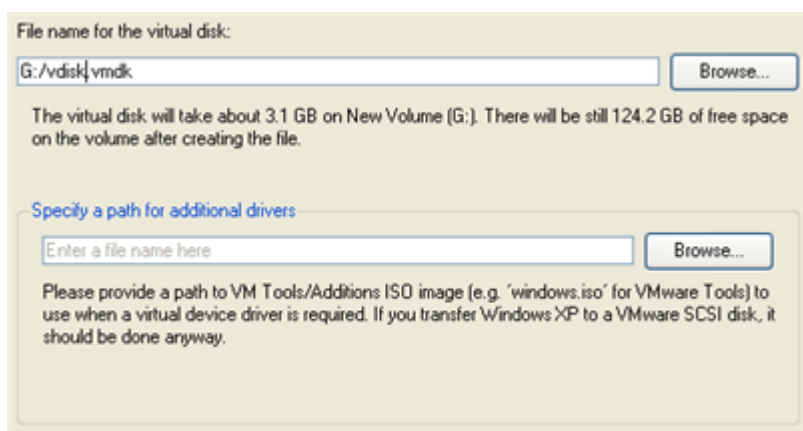 File name for the virtual disk:
G:/vdisk.vmdk
Browse...
The virtual disk will take about 3.1 GB on New Volume (G:). There will be still 124.2 GB of free space
on the volume after creating the file.
Specify a path for additional drivers
Enter a file name here
Browse...
Please provide a path to VM Tools/Additions ISO image (e.g. ´windows.iso´ for VMware Tools) to
use when a virtual device driver is required. If you transfer Windows XP to a VMware SCSI disk, it
should be done anyway.